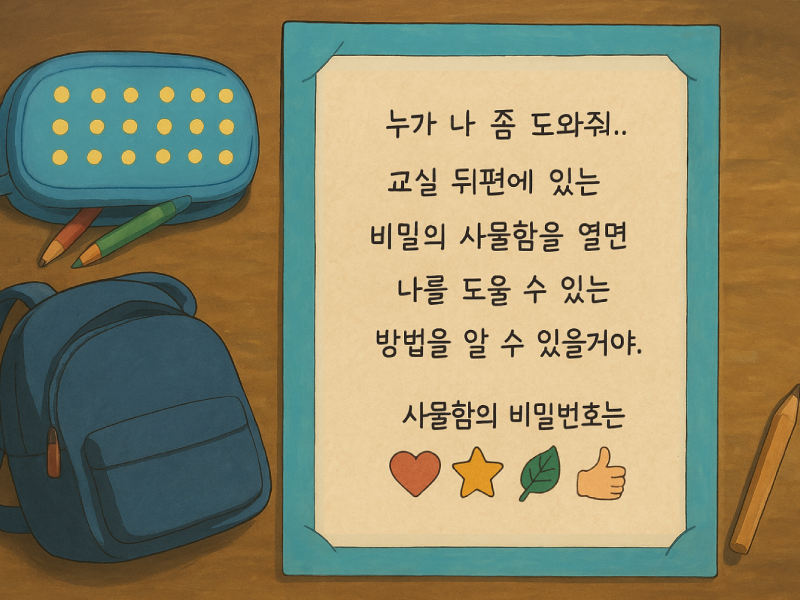 누가 나 좀 도와줘..
교실 뒤편에 있는
비밀의 사물함을 열면
나를 도울 수 있는
방법을 알 수 있을거야.
사물함의 비밀번호는